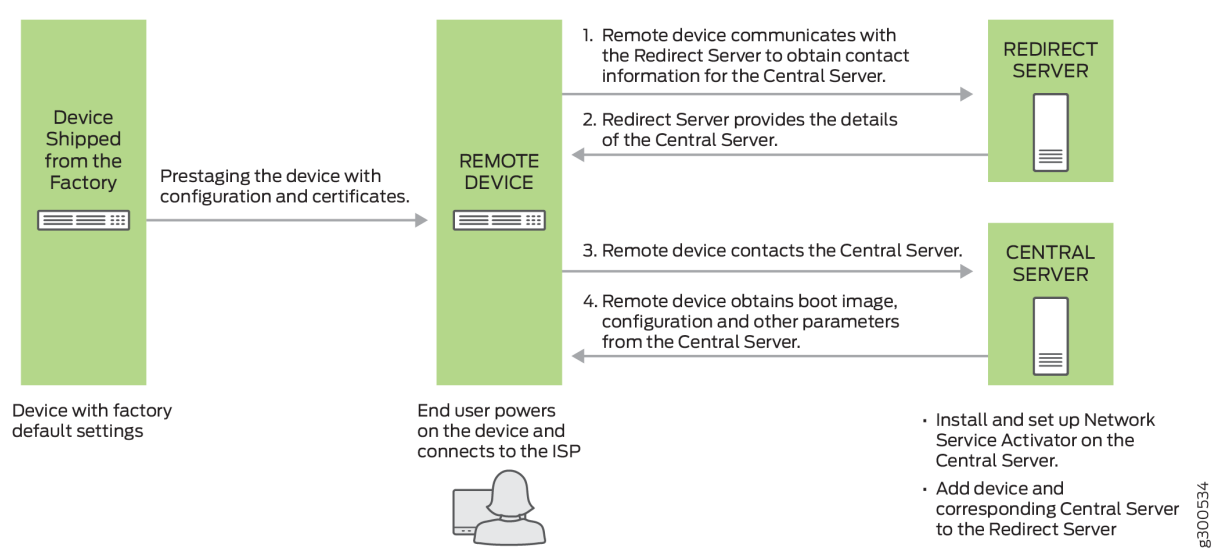 Device
Shipped
from the
Factory
Prestaging the device with
configuration and certificates.
REMOTE
DEVICE
1. Remote device communicates with
the Redirect Server to obtain contact
information for the Central Server.
2. Redirect Server provides the details
of the Central Server.
REDIRECT
SERVER
3. Remote device contacts the Central Server.
4. Remote device obtains boot image,
configuration and other parameters
from the Central Server.
CENTRAL
SERVER
Device with factory
default settings
End user powers
on the device and
connects to the ISP
• Install and set up Network
Service Activator on the
Central Server.
• Add device and
corresponding Central Server
to the Redirect Server
g300534